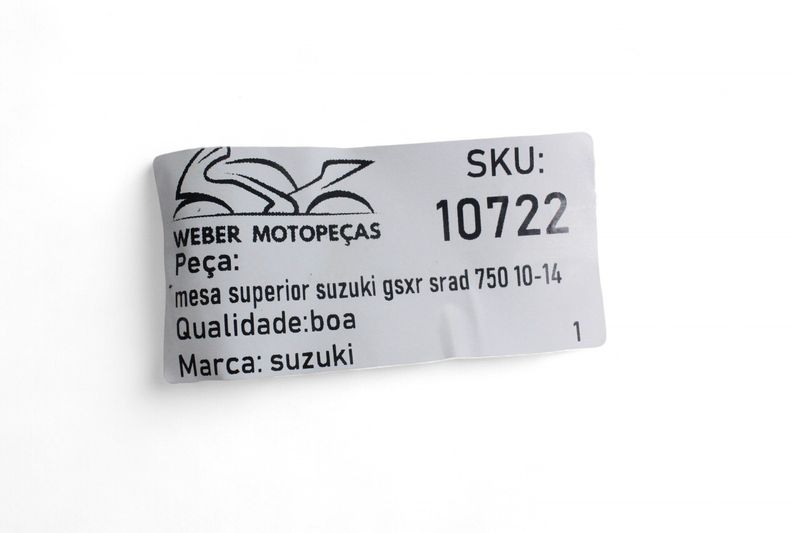 WEBER MOTOPEÇAS
SKU:
10722
Peça:
mesa superior suzuki gsxr srad 750 10-14
Qualidade:boa
Marca: suzuki
1